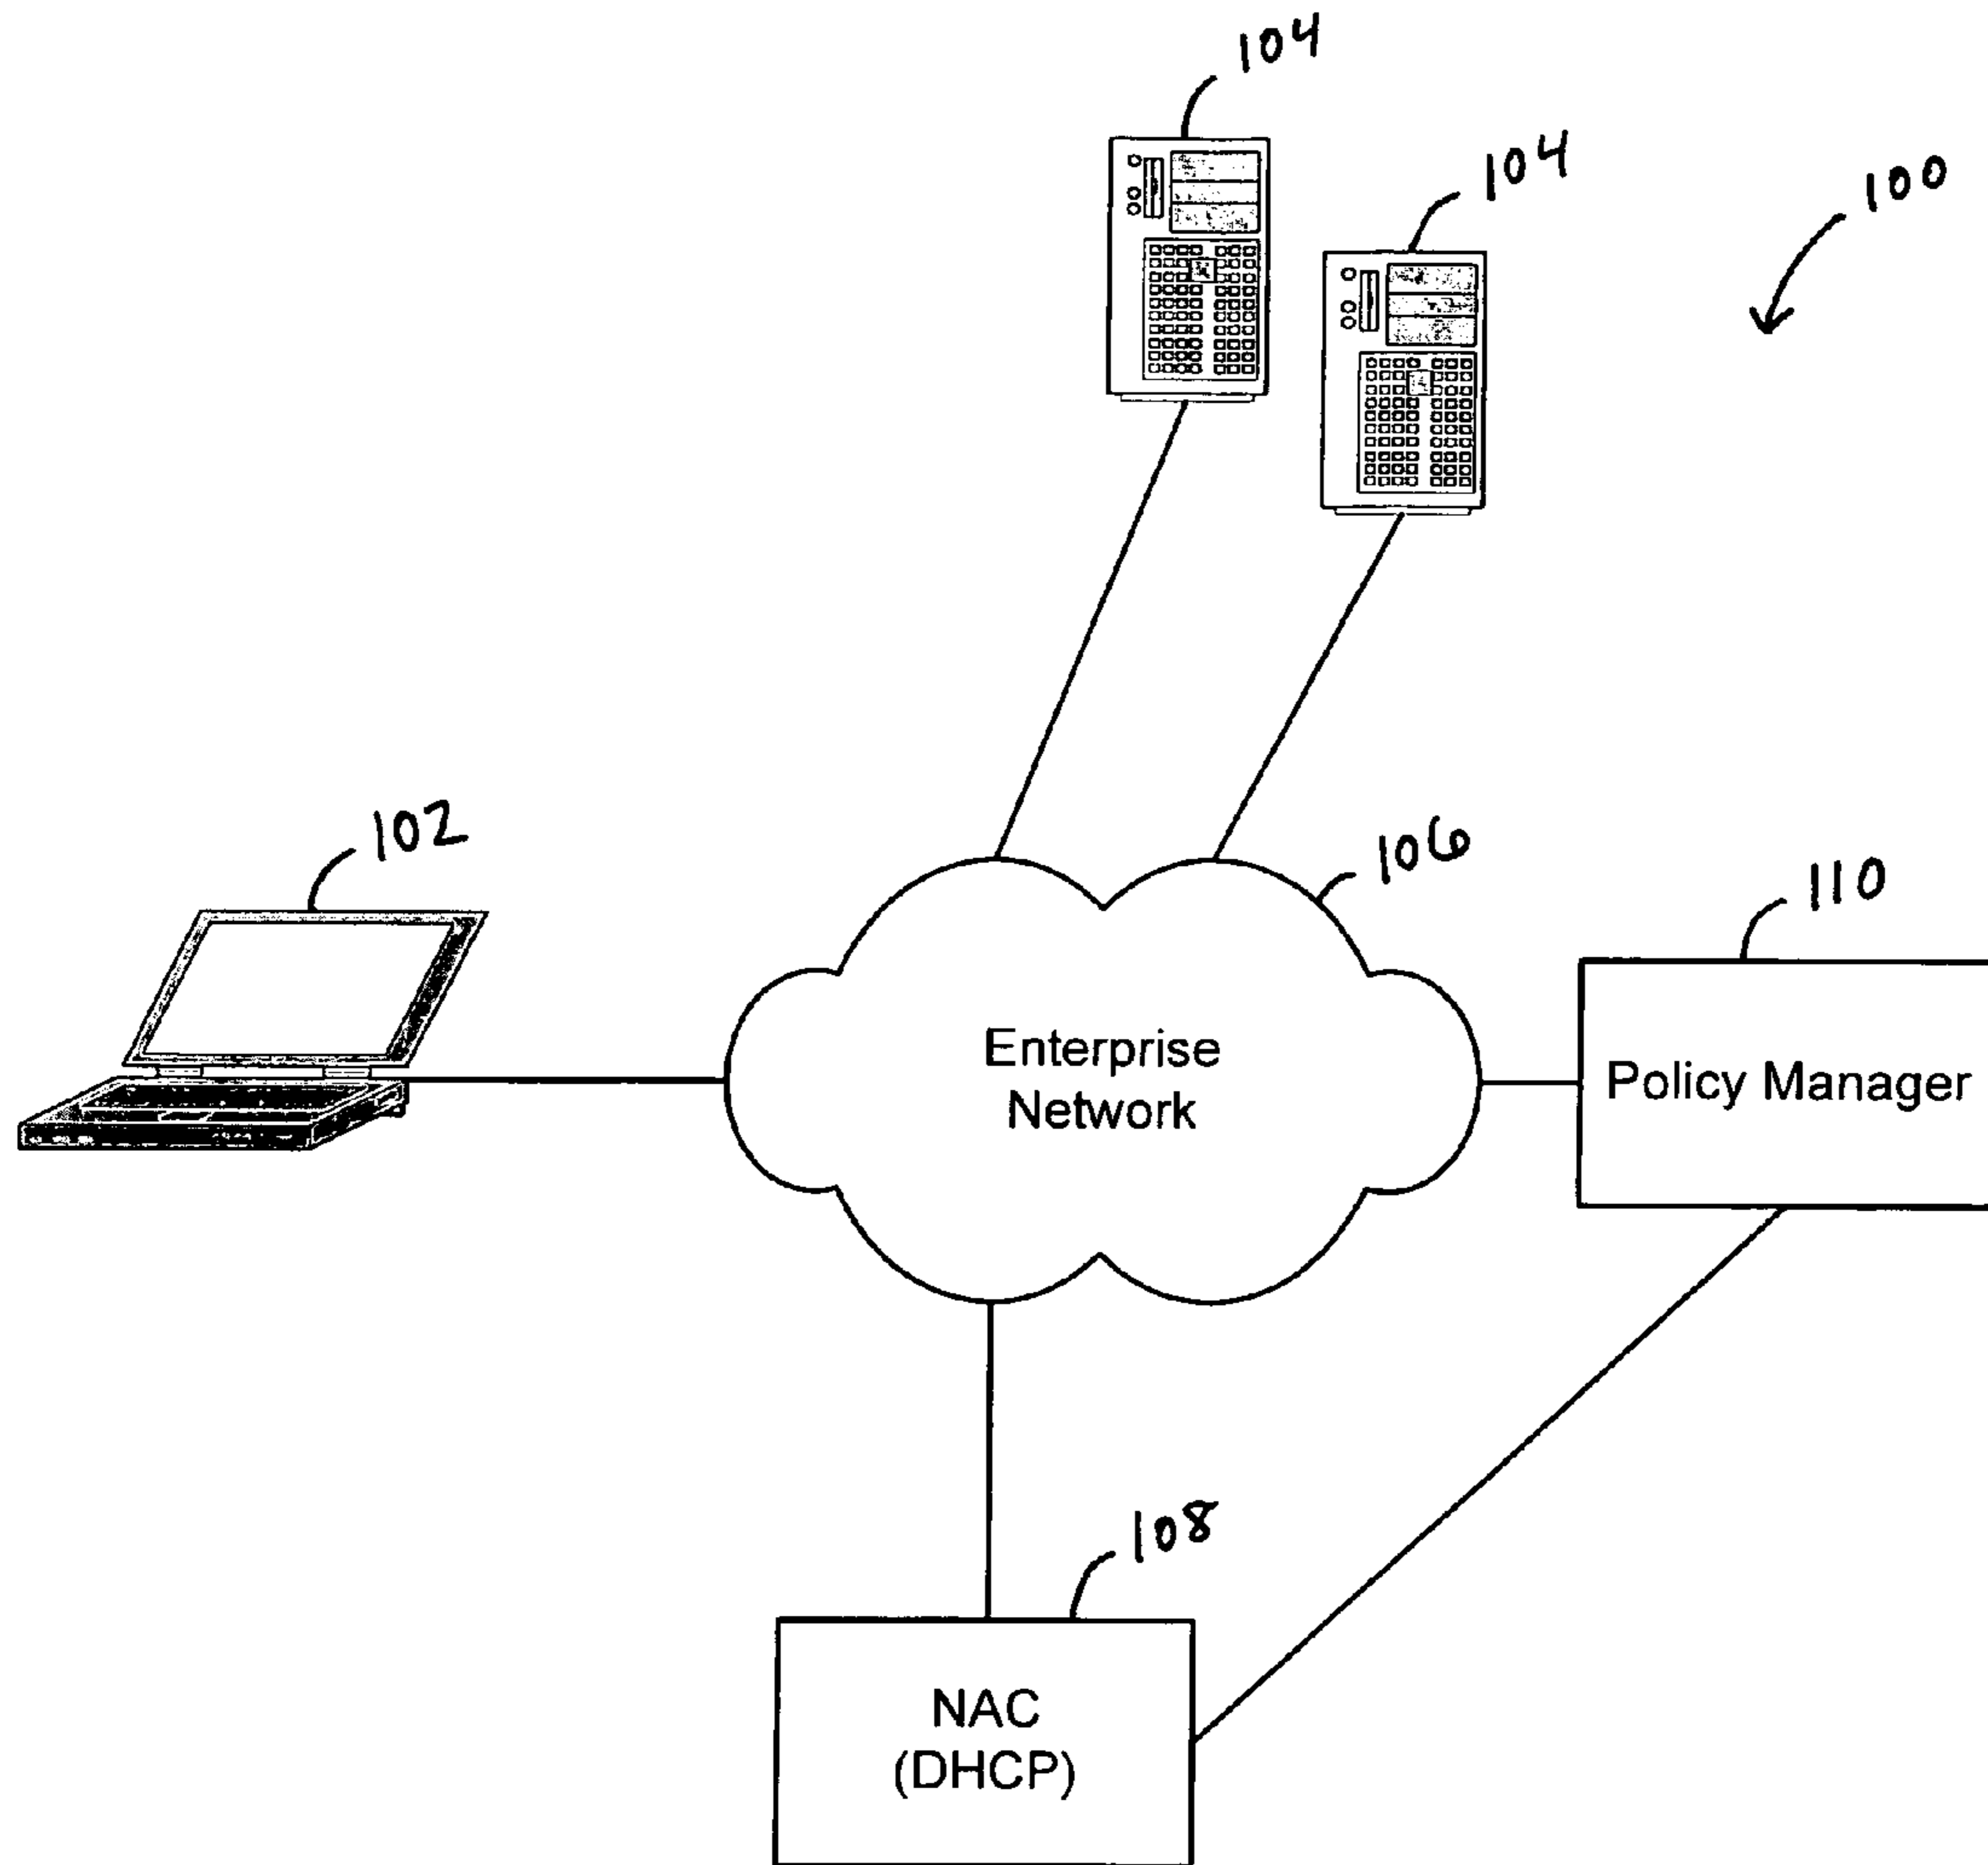 104
104
100
102
106
110
Enterprise
Network
Policy Manager
108
NAC
(DHCP)